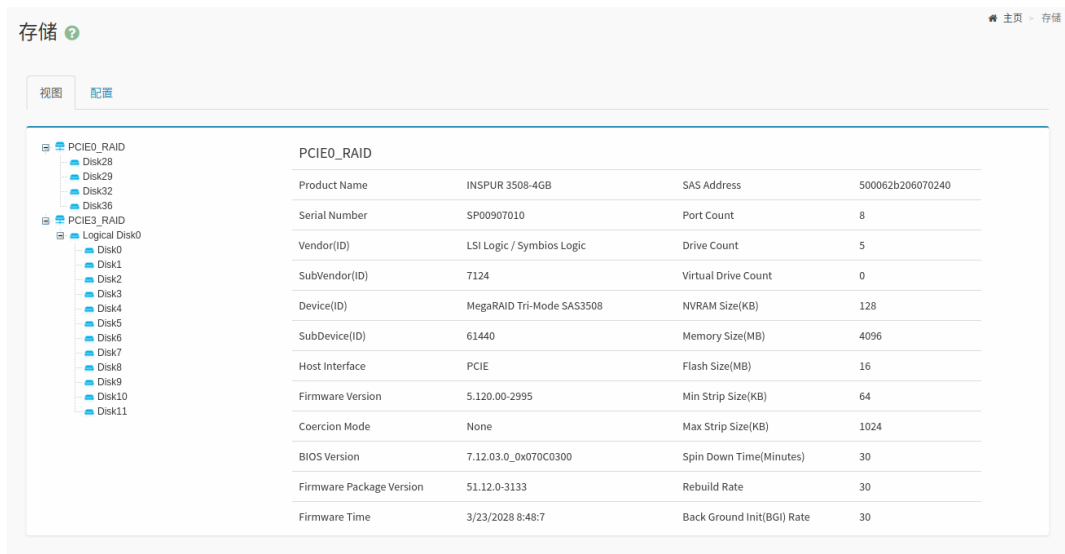 主页 > 存储
存储
视图 配置
PCIE0_RAID
Disk28
Disk29
Disk32
Disk36
PCIE3_RAID
Logical Disk0
Disk0
Disk1
Disk2
Disk3
Disk4
Disk5
Disk6
Disk7
Disk8
Disk9
Disk10
Disk11
PCIE0_RAID
Product Name INSPUR 3508-4GB SAS Address 500062b206070240
Serial Number SP00907010 Port Count 8
Vendor(ID) LSI Logic / Symbios Logic Drive Count 5
SubVendor(ID) 7124 Virtual Drive Count 0
Device(ID) MegaRAID Tri-Mode SAS3508 NVRAM Size(KB) 128
SubDevice(ID) 61440 Memory Size(MB) 4096
Host Interface PCIE Flash Size(MB) 16
Firmware Version 5.120.00-2995 Min Strip Size(KB) 64
Coercion Mode None Max Strip Size(KB) 1024
BIOS Version 7.12.03.0_0x070C0300 Spin Down Time(Minutes) 30
Firmware Package Version 51.12.0-3133 Rebuild Rate 30
Firmware Time 3/23/2028 8:48:7 Back Ground Init(BGI) Rate 30